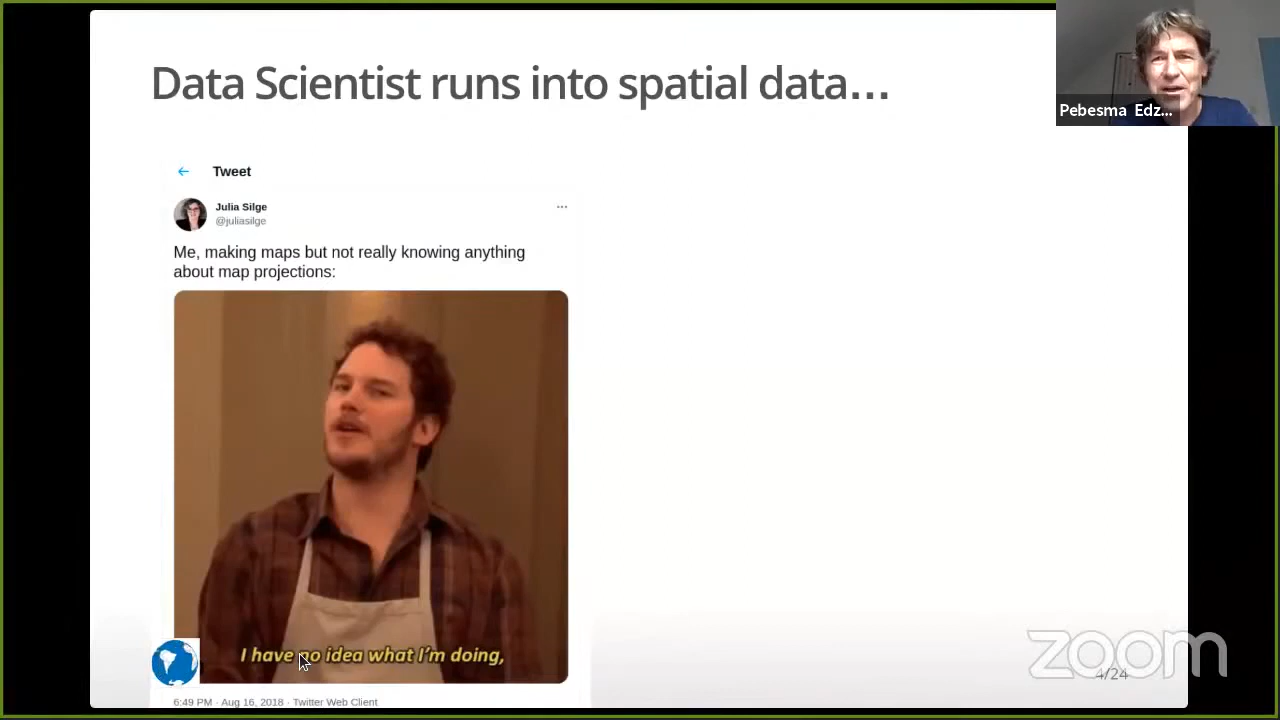 Data Scientist runs into spatial data...
Pebesma Edz...
Tweet
Julia Silge
@juliasilge
Me, making maps but not really knowing anything
about map projections:
I have no idea what I'm doing,
6:49 PM · Aug 16, 2018 · Twitter Web Client
zoom
4/24